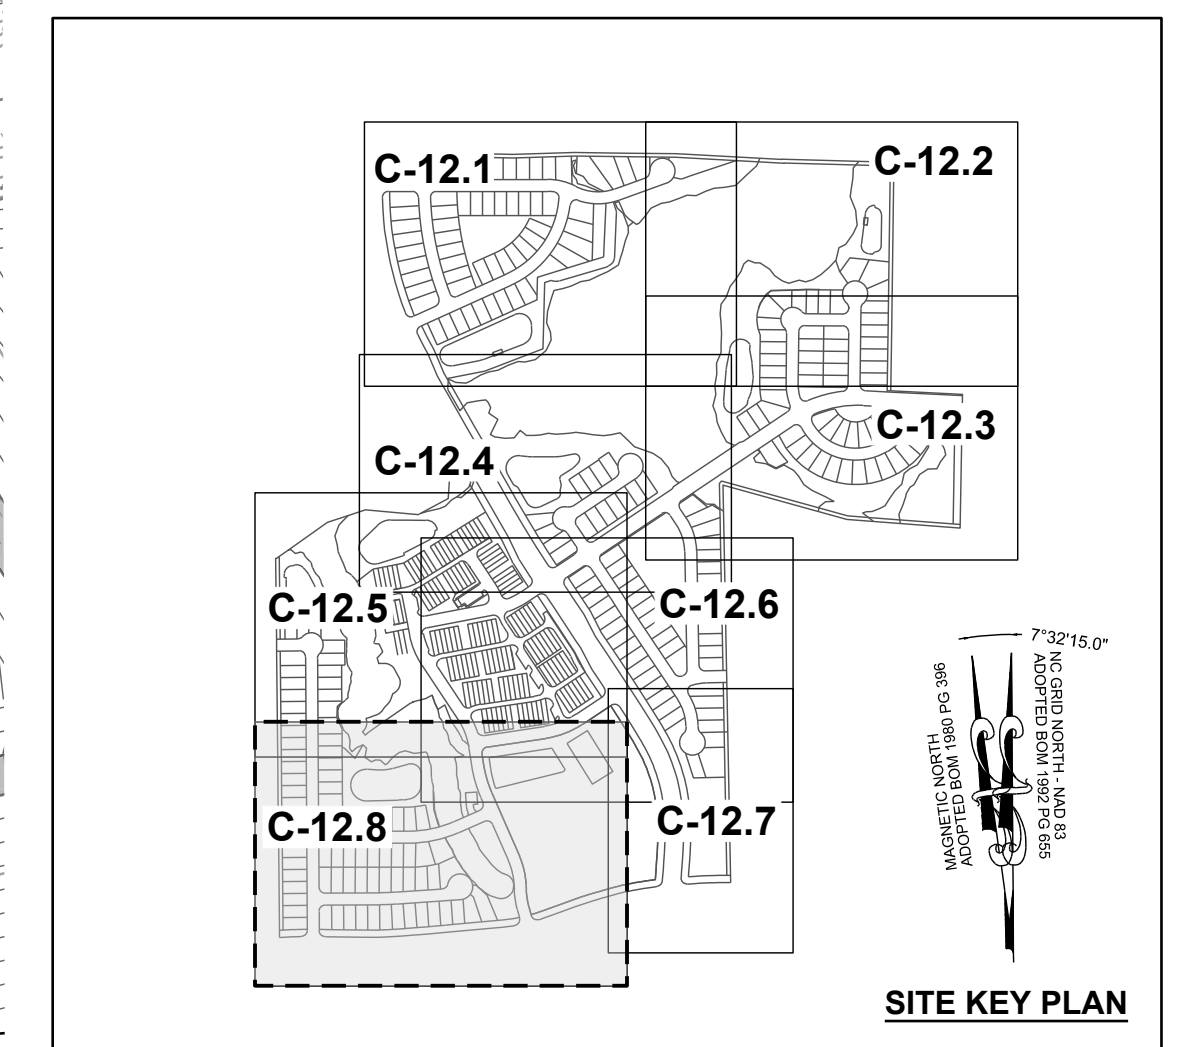 C-12.1
C-12.2
C-12.3
C-12.4
C-12.5
C-12.6
C-12.7
C-12.8
7°32'15.0"
MAGNETIC NORTH
ADOPTED BOM 1980 PG 396
NC GRID NORTH - NAD 83
ADOPTED BOM 1992 PG 655
SITE KEY PLAN